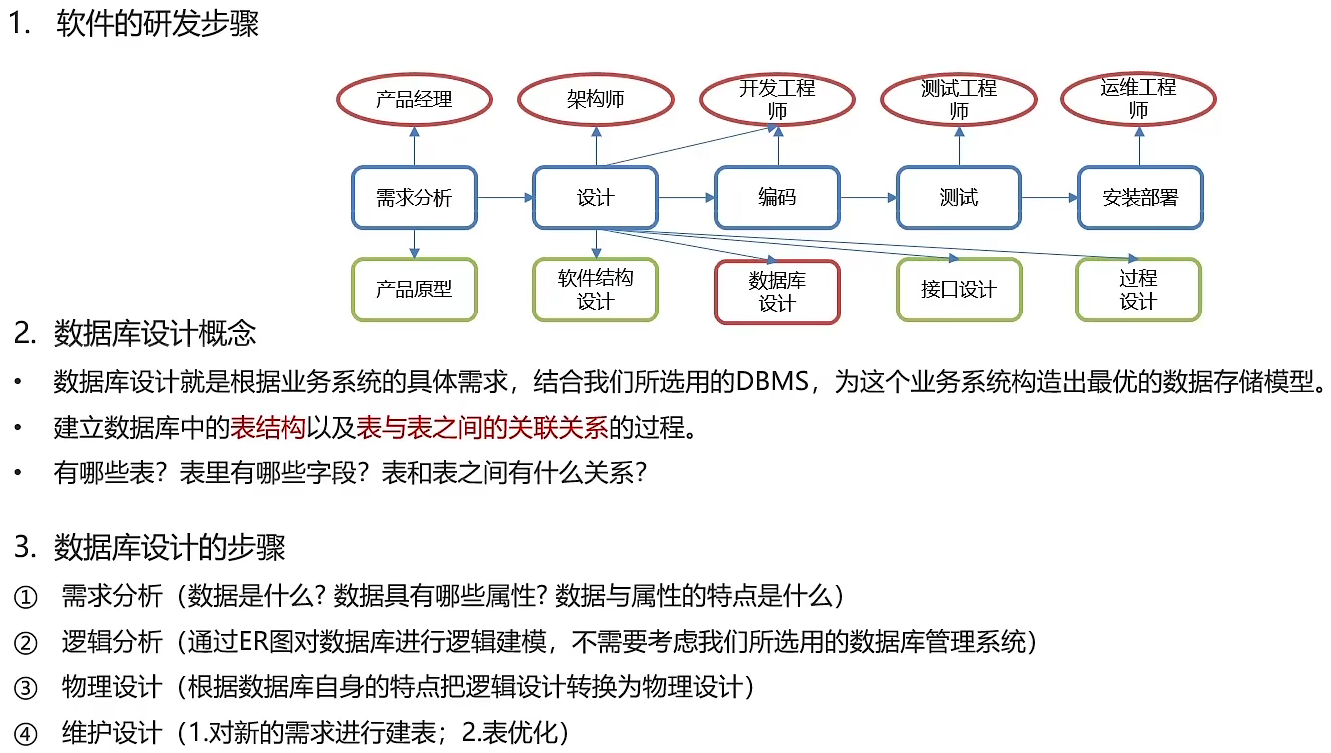 1. 软件的研发步骤
产品经理
架构师
开发工程
师
测试工程
师
运维工程
师
需求分析
设计
编码
测试
安装部署
产品原型
软件结构
设计
数据库
设计
接口设计
过程
设计
2. 数据库设计概念
• 数据库设计就是根据业务系统的具体需求，结合我们所选用的DBMS，为这个业务系统构造出最优的数据存储模型。
• 建立数据库中的表结构以及表与表之间的关联关系的过程。
• 有哪些表？表里有哪些字段？表和表之间有什么关系？
3. 数据库设计的步骤
① 需求分析（数据是什么? 数据具有哪些属性? 数据与属性的特点是什么）
② 逻辑分析（通过ER图对数据库进行逻辑建模，不需要考虑我们所选用的数据库管理系统）
③ 物理设计（根据数据库自身的特点把逻辑设计转换为物理设计）
④ 维护设计（1.对新的需求进行建表；2.表优化）